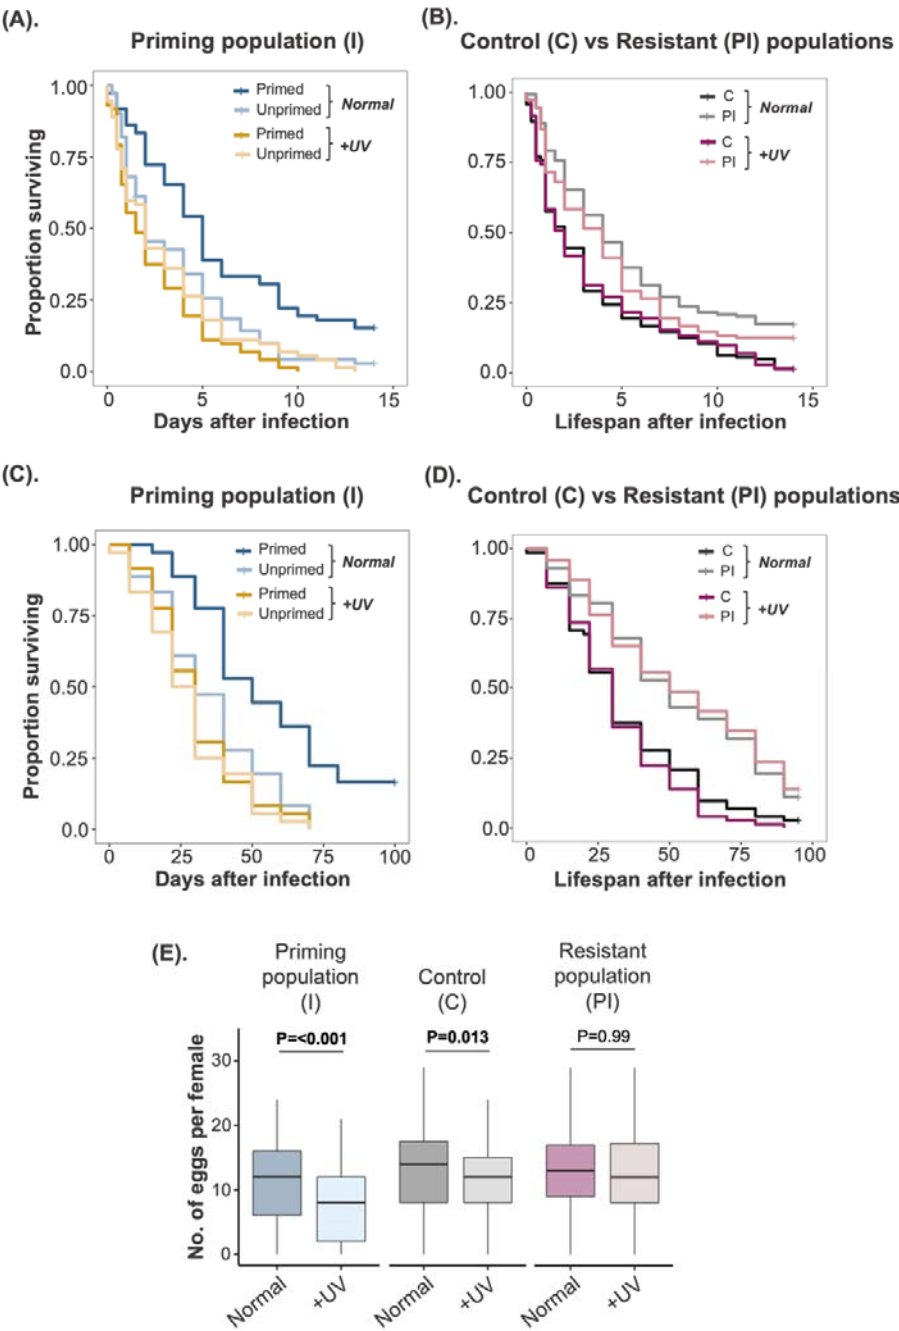 (A).
Priming population (I)
Proportion surviving
1.00
0.75
0.50
0.25
0.0
Primed
Unprimed
Normal
Primed
Unprimed
+UV
0
5
10
15
Days after infection
(B).
Control (C) vs Resistant (PI) populations
1.00
0.75
0.50
0.25
0.0
C
PI
Normal
C
PI
+UV
0
5
10
15
Lifespan after infection
(C).
Priming population (I)
Proportion surviving
1.00
0.75
0.50
0.25
0.0
Primed
Unprimed
Normal
Primed
Unprimed
+UV
0
25
50
75
100
Days after infection
(D).
Control (C) vs Resistant (PI) populations
1.00
0.75
0.50
0.25
0.0
C
PI
Normal
C
PI
+UV
0
25
50
75
100
Lifespan after infection
(E).
Priming
population
(I)
Control
(C)
Resistant
population
(PI)
No. of eggs per female
30
20
10
0
P=<0.001
P=0.013
P=0.99
Normal
+UV
Normal
+UV
Normal
+UV